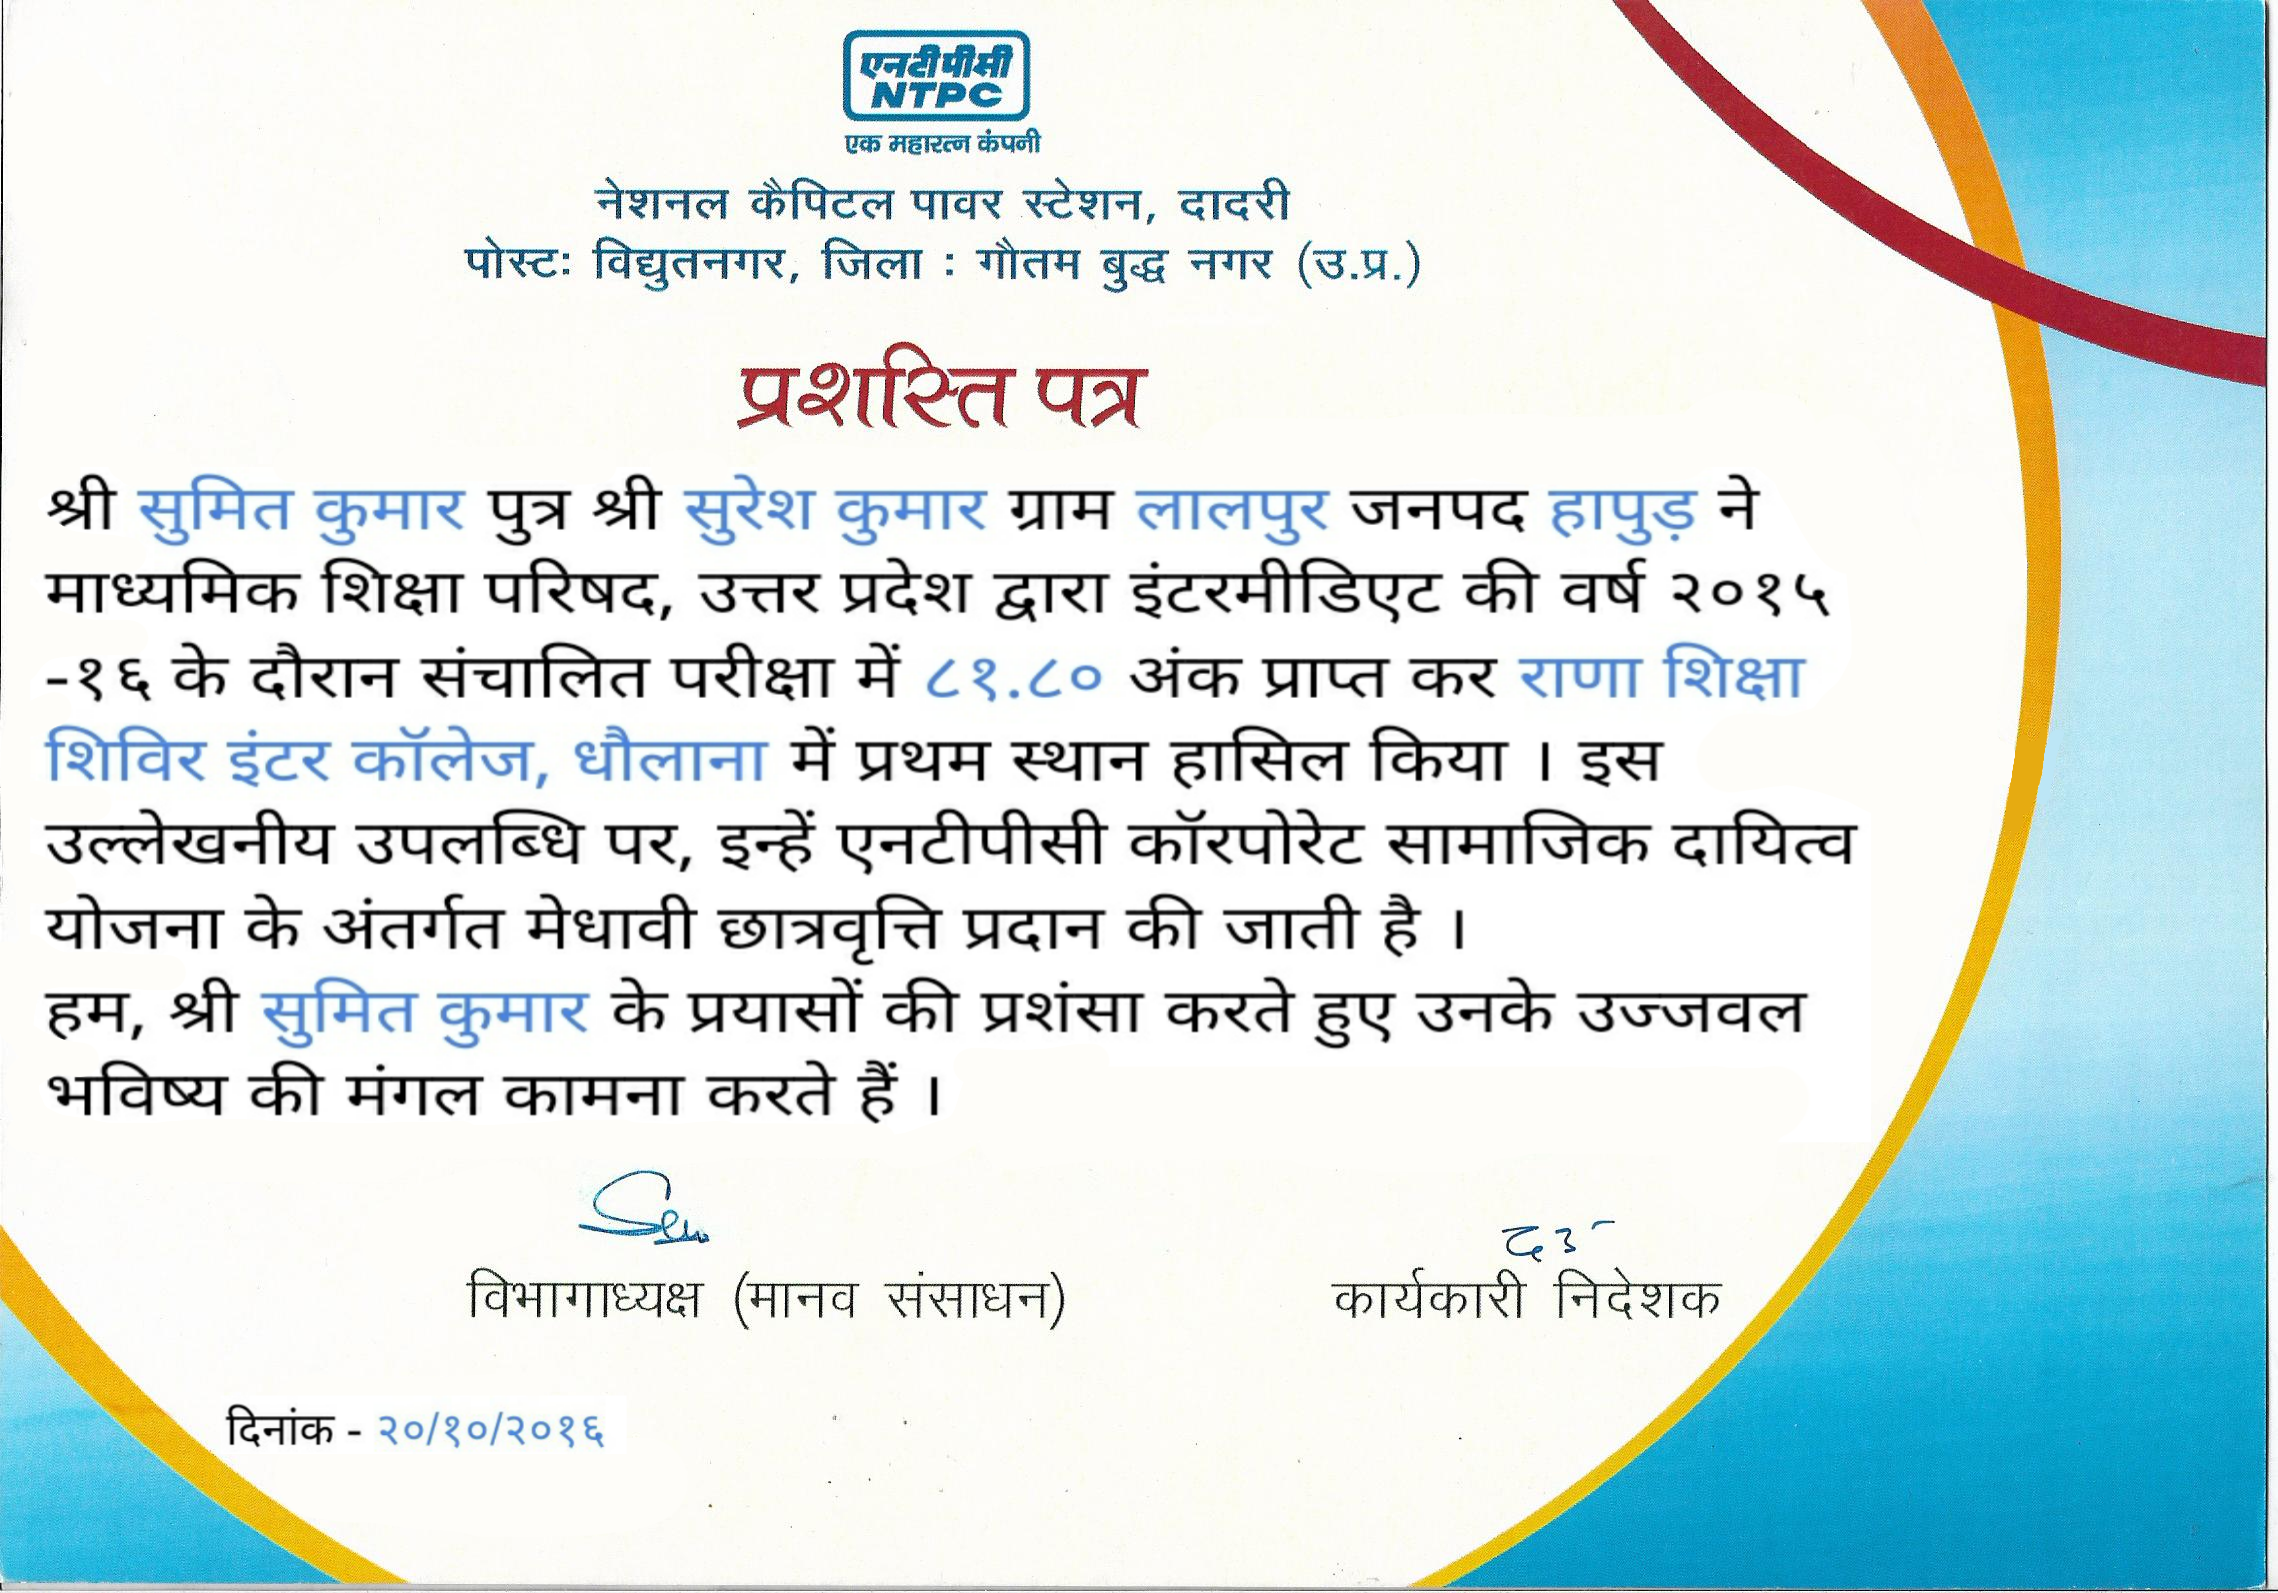 एनटीपीसी
NTPC
एक महारत्न कंपनी
नेशनल कैपिटल पावर स्टेशन, दादरी
पोस्टः विद्युतनगर, जिला : गौतम बुद्ध नगर (उ.प्र.)
प्रशस्ति पत्र
श्री सुमित कुमार पुत्र श्री सुरेश कुमार ग्राम लालपुर जनपद हापुड़ ने
माध्यमिक शिक्षा परिषद, उत्तर प्रदेश द्वारा इंटरमीडिएट की वर्ष २०१५
-१६ के दौरान संचालित परीक्षा में ८१.८० अंक प्राप्त कर राणा शिक्षा
शिविर इंटर कॉलेज, धौलाना में प्रथम स्थान हासिल किया । इस
उल्लेखनीय उपलब्धि पर, इन्हें एनटीपीसी कॉरपोरेट सामाजिक दायित्व
योजना के अंतर्गत मेधावी छात्रवृत्ति प्रदान की जाती है ।
हम, श्री सुमित कुमार के प्रयासों की प्रशंसा करते हुए उनके उज्जवल
भविष्य की मंगल कामना करते हैं ।
विभागाध्यक्ष (मानव संसाधन) कार्यकारी निदेशक
दिनांक - २०/१०/२०१६